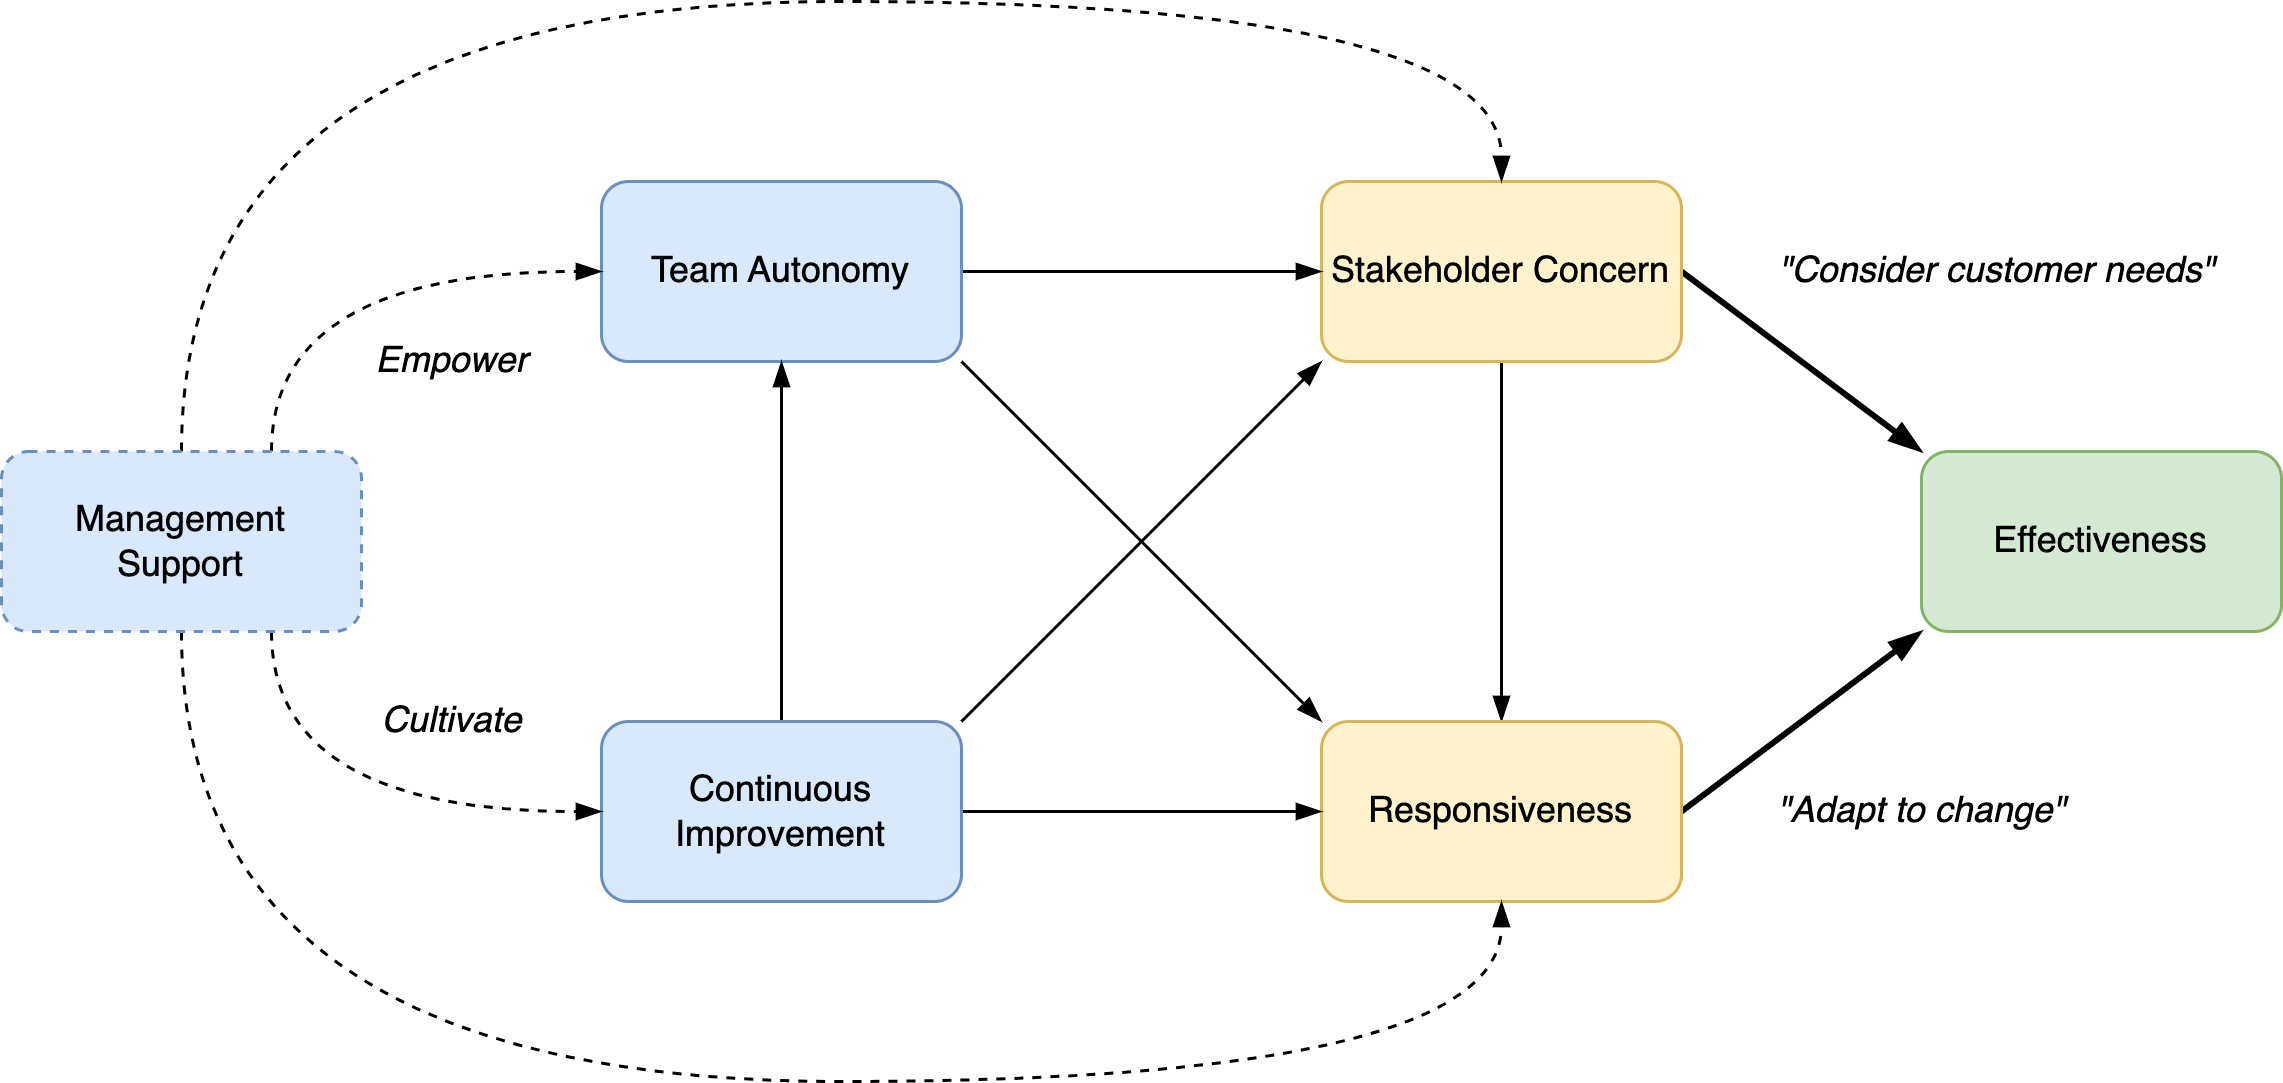 Team Autonomy
Stakeholder Concern
"Consider customer needs"
Empower
Management
Support
Effectiveness
Cultivate
Continuous
Improvement
Responsiveness
"Adapt to change"